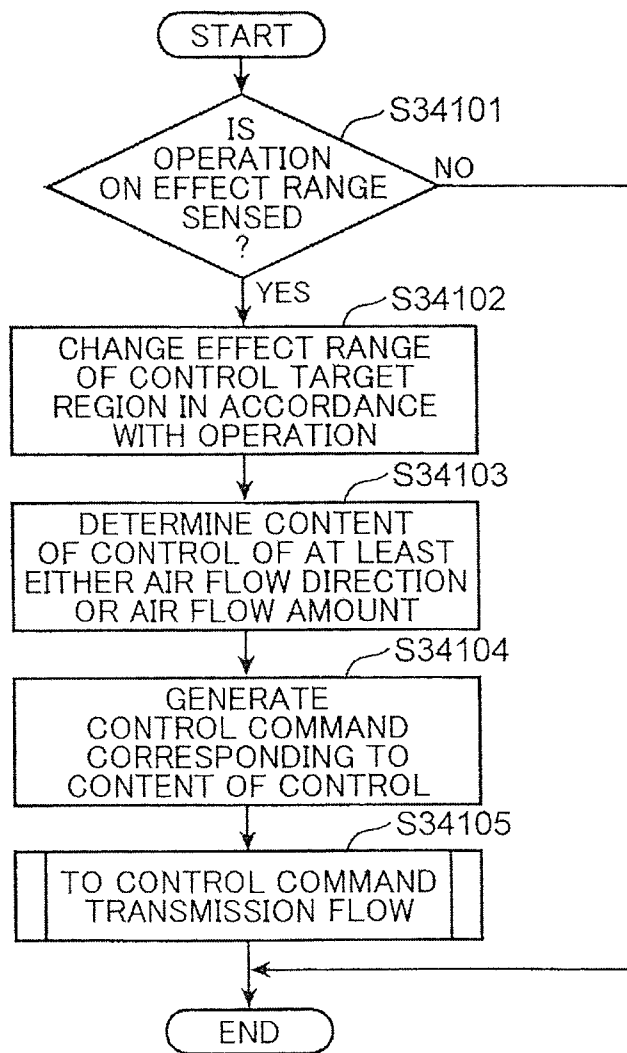 START
S34101
IS
OPERATION
ON EFFECT RANGE
SENSED
?
NO
YES
S34102
CHANGE EFFECT RANGE
OF CONTROL TARGET
REGION IN ACCORDANCE
WITH OPERATION
S34103
DETERMINE CONTENT
OF CONTROL OF AT LEAST
EITHER AIR FLOW DIRECTION
OR AIR FLOW AMOUNT
S34104
GENERATE
CONTROL COMMAND
CORRESPONDING TO
CONTENT OF CONTROL
S34105
TO CONTROL COMMAND
TRANSMISSION FLOW
END